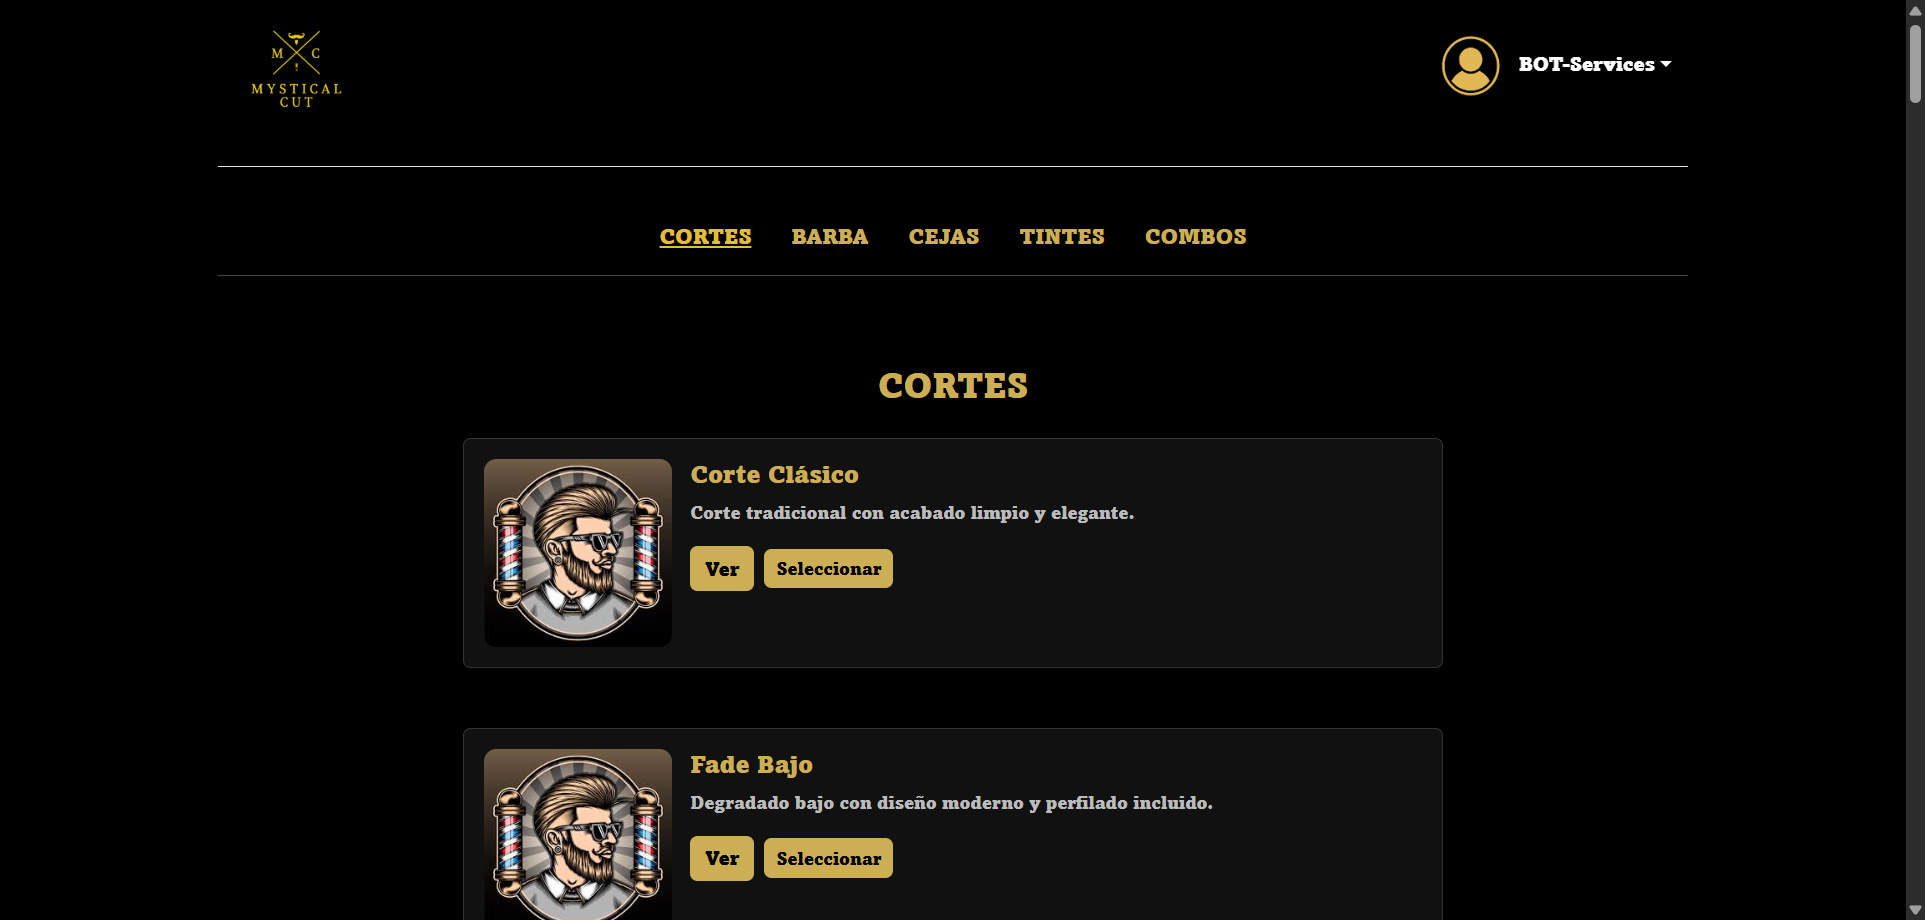 M C
MYSTICAL
CUT
BOT-Services
CORTES BARBA CEJAS TINTES COMBOS
CORTES
Corte Clásico
Corte tradicional con acabado limpio y elegante.
Ver Seleccionar
Fade Bajo
Degradado bajo con diseño moderno y perfilado incluido.
Ver Seleccionar